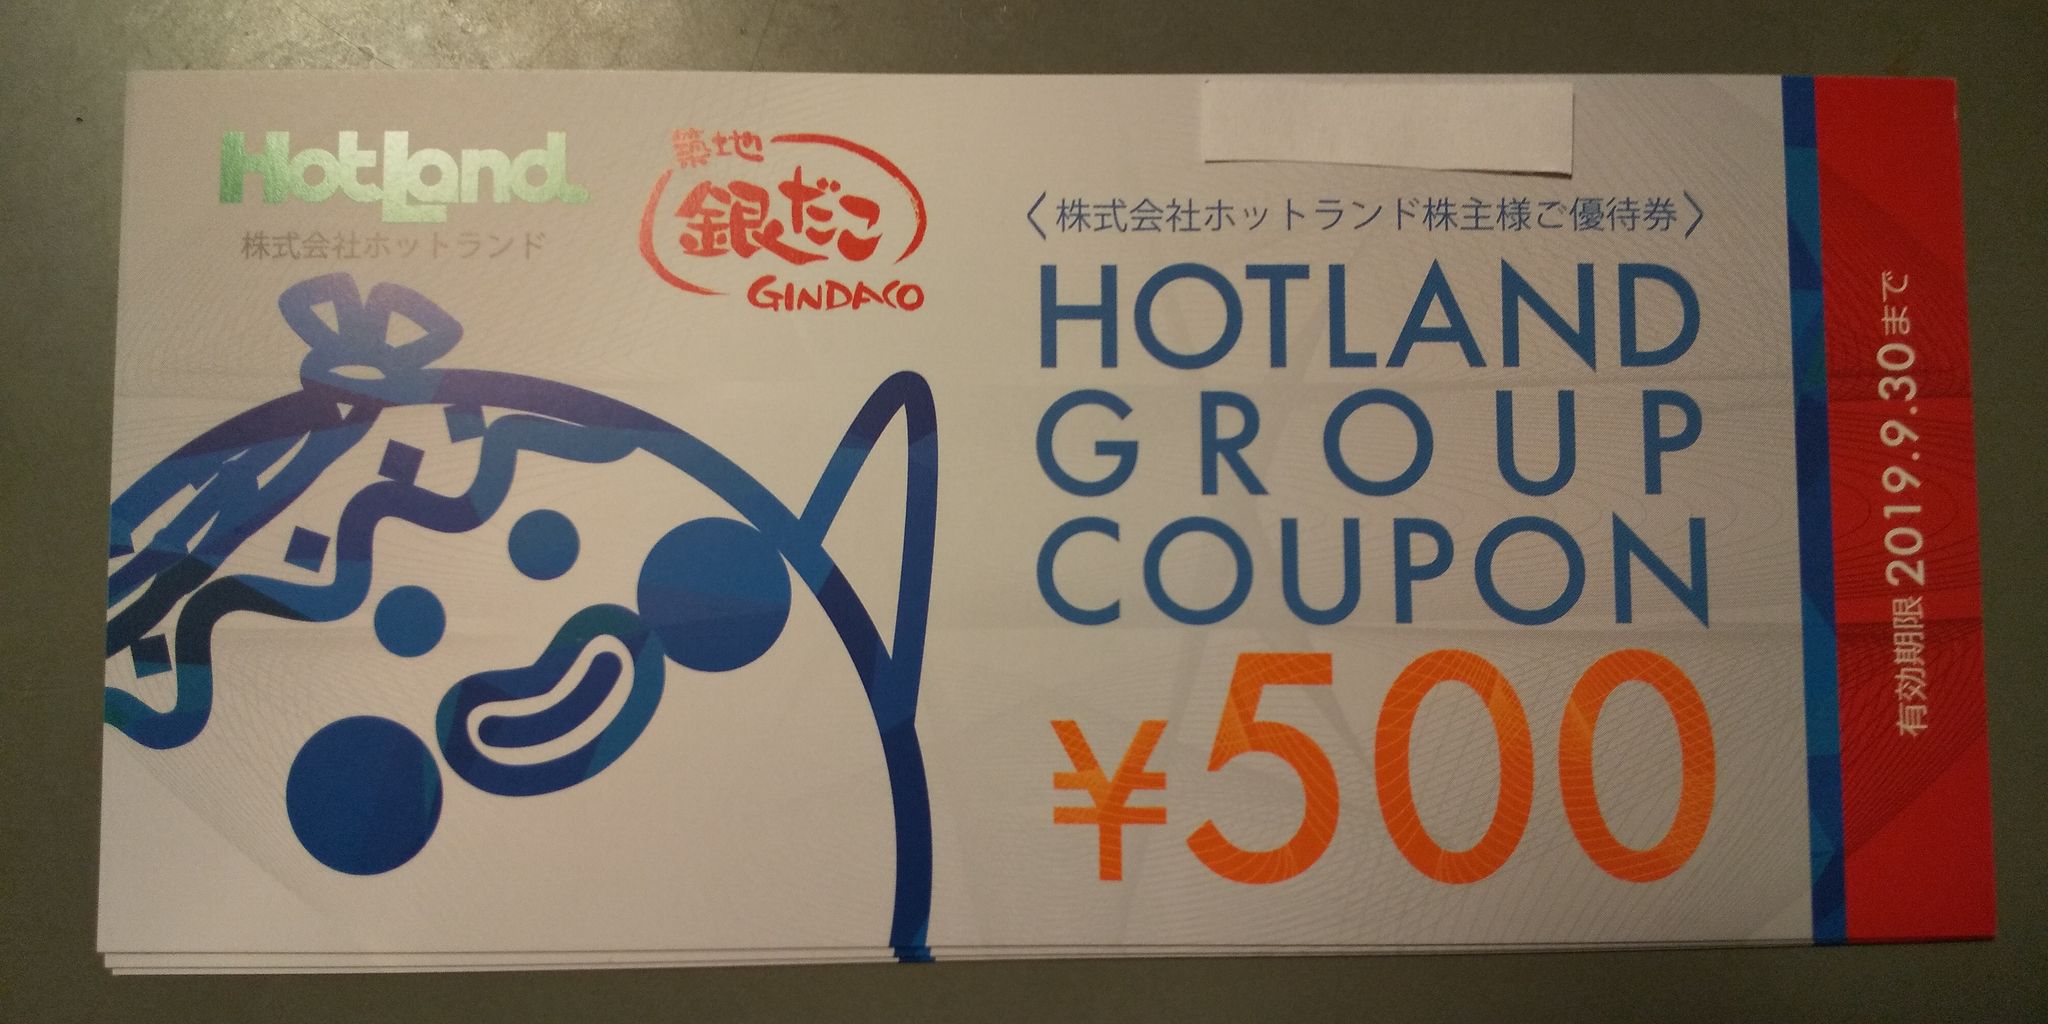 HotLand.
株式会社ホットランド
築地
銀だこ
GINDACO
〈株式会社ホットランド株主様ご優待券〉
HOTLAND
GROUP
COUPON
¥500
有効期限 2019.9.30まで